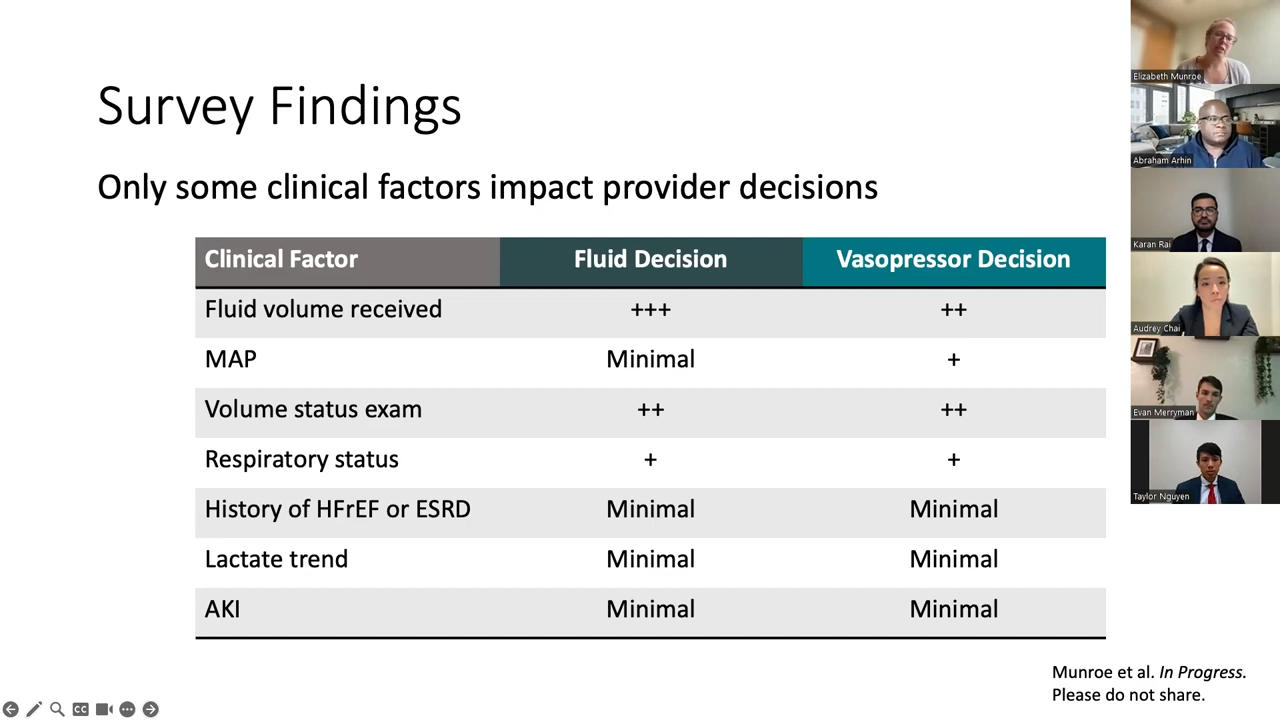 Survey Findings
Only some clinical factors impact provider decisions
Clinical Factor Fluid Decision Vasopressor Decision
Fluid volume received +++ ++
MAP Minimal +
Volume status exam ++ ++
Respiratory status + +
History of HFrEF or ESRD Minimal Minimal
Lactate trend Minimal Minimal
AKI Minimal Minimal
Munroe et al. In Progress.
Please do not share.
Elizabeth Munroe
Abraham Arhin
Karan Rai
Audrey Chai
Evan Merryman
Taylor Nguyen
CC